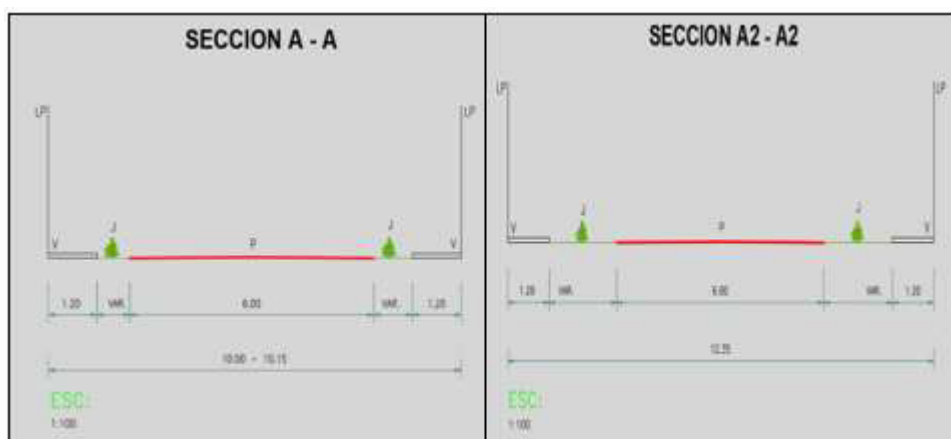 SECCION A - A
LP LP
J J
V P V
1.20 VAR. 6.00 VAR. 1.20
10.00 - 10.15
ESC:
1:100
SECCION A2 - A2
LP LP
J J
V P V
1.20 VAR. 6.00 VAR. 1.20
12.35
ESC:
1:100